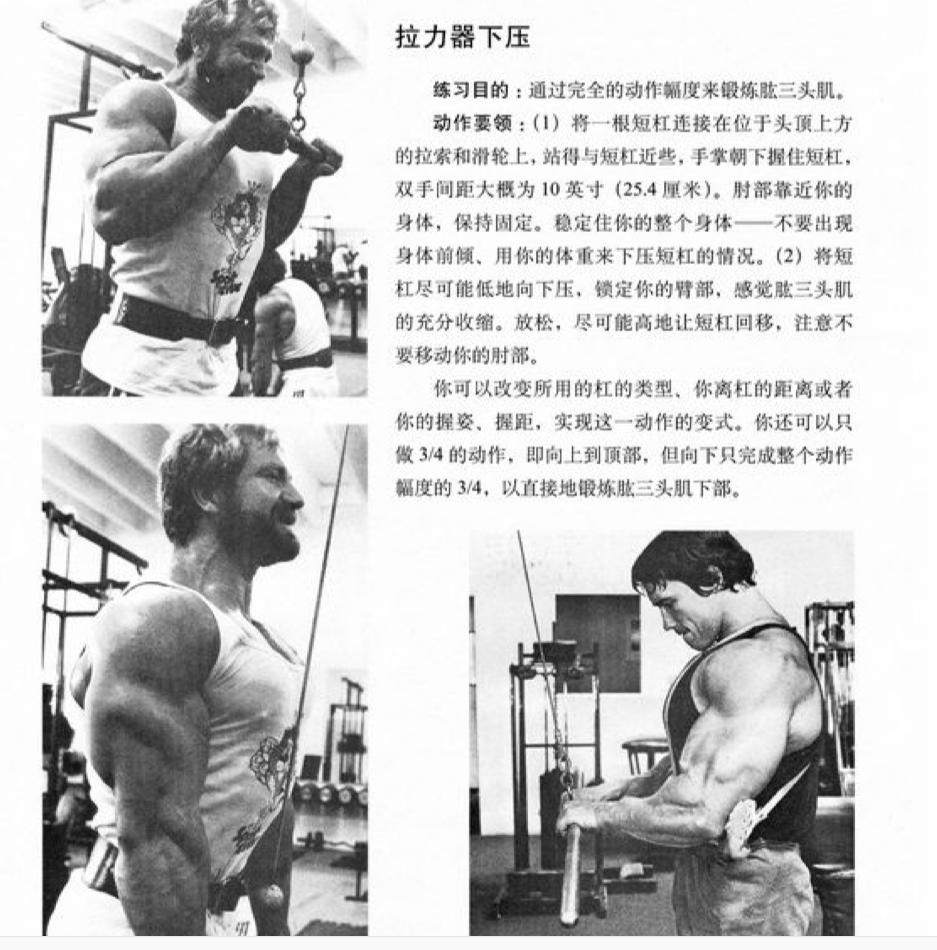 拉力器下压
练习目的：通过完全的动作幅度来锻炼肱三头肌。
动作要领：（1）将一根短杠连接在位于头顶上方
的拉索和滑轮上，站得与短杠近些，手掌朝下握住短杠，
双手间距大概为 10 英寸（25.4 厘米）。肘部靠近你的
身体，保持固定。稳定住你的整个身体——不要出现
身体前倾、用你的体重来下压短杠的情况。（2）将短
杠尽可能低地向下压，锁定你的臂部，感觉肱三头肌
的充分收缩。放松，尽可能高地让短杠回移，注意不
要移动你的肘部。
你可以改变所用的杠的类型、你离杠的距离或者
你的握姿、握距，实现这一动作的变式。你还可以只
做 3/4 的动作，即向上到顶部，但向下只完成整个动作
幅度的 3/4，以直接地锻炼肱三头肌下部。